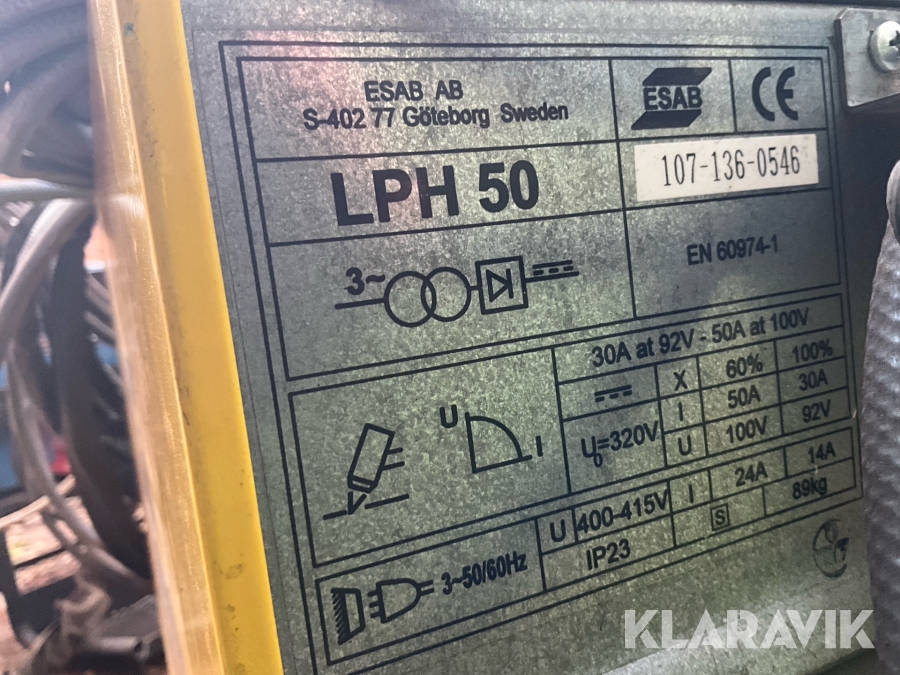 ESAB AB
S-402 77 Göteborg Sweden
ESAB
CE
LPH 50
107-136-0546
3~
EN 60974-1
30A at 92V - 50A at 100V
X 60% 100%
U₀=320V
I 50A 30A
U 100V 92V
U I
U 400-415V I 24A 14A
3~50/60Hz
IP23 S 89kg
KLARAVIK